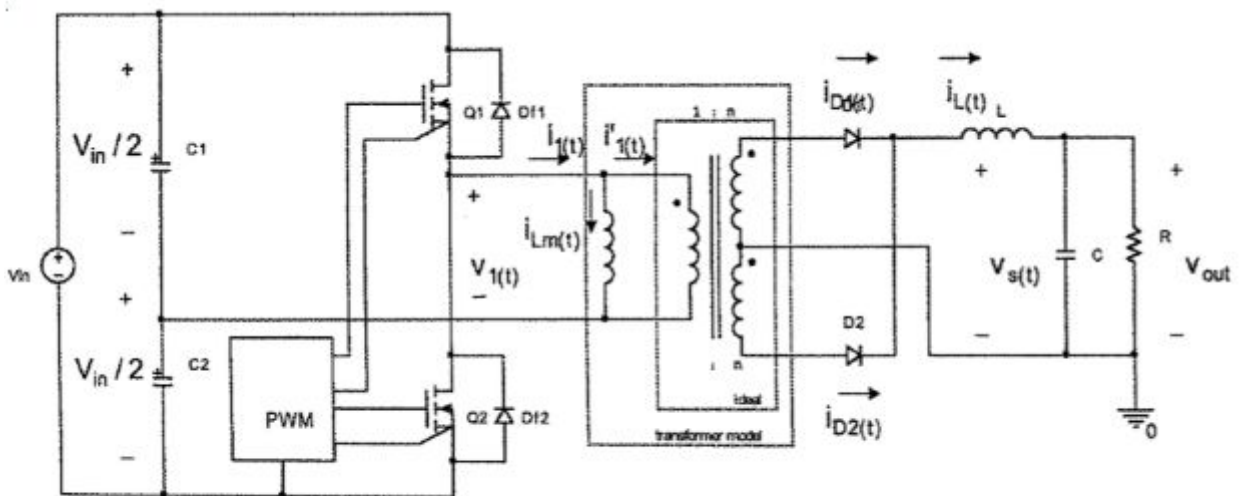 +
Q1
Df1
Vin/2
C1
−
Vin
+
Vin/2
C2
−
PWM
Q2
Df2
i1(t)
i'1(t)
iLm(t)
+
v1(t)
−
1 : n
: n
ideal
transformer model
iD1(t)
iL(t)
L
D2
iD2(t)
+
vs(t)
−
C
R
+
vout
−
0